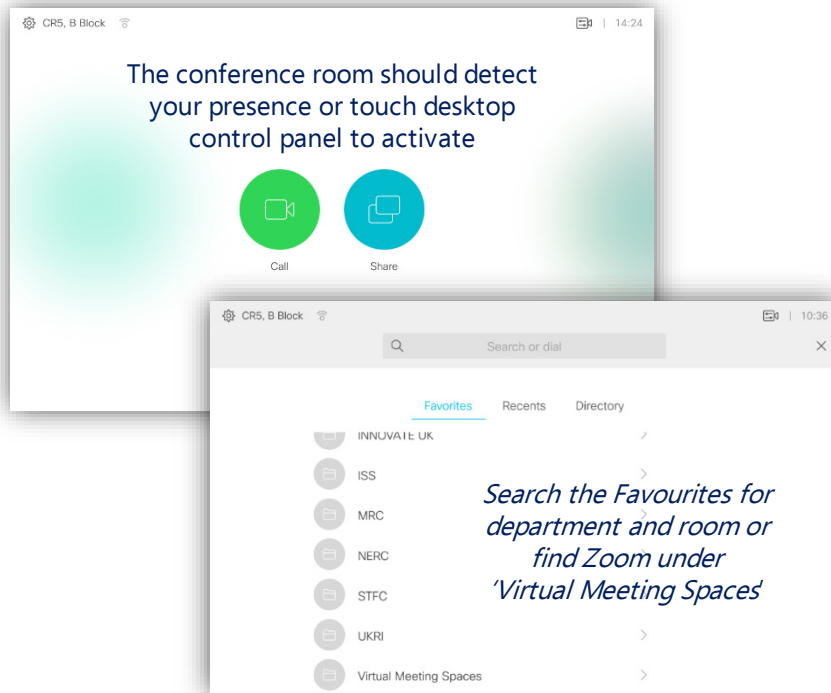 CR5, B Block
14:24
The conference room should detect
your presence or touch desktop
control panel to activate
Call
Share
CR5, B Block
10:36
Search or dial
Favorites
Recents
Directory
INNOVATE UK
ISS
MRC
NERC
STFC
UKRI
Virtual Meeting Spaces
Search the Favourites for
department and room or
find Zoom under
‘Virtual Meeting Spaces’